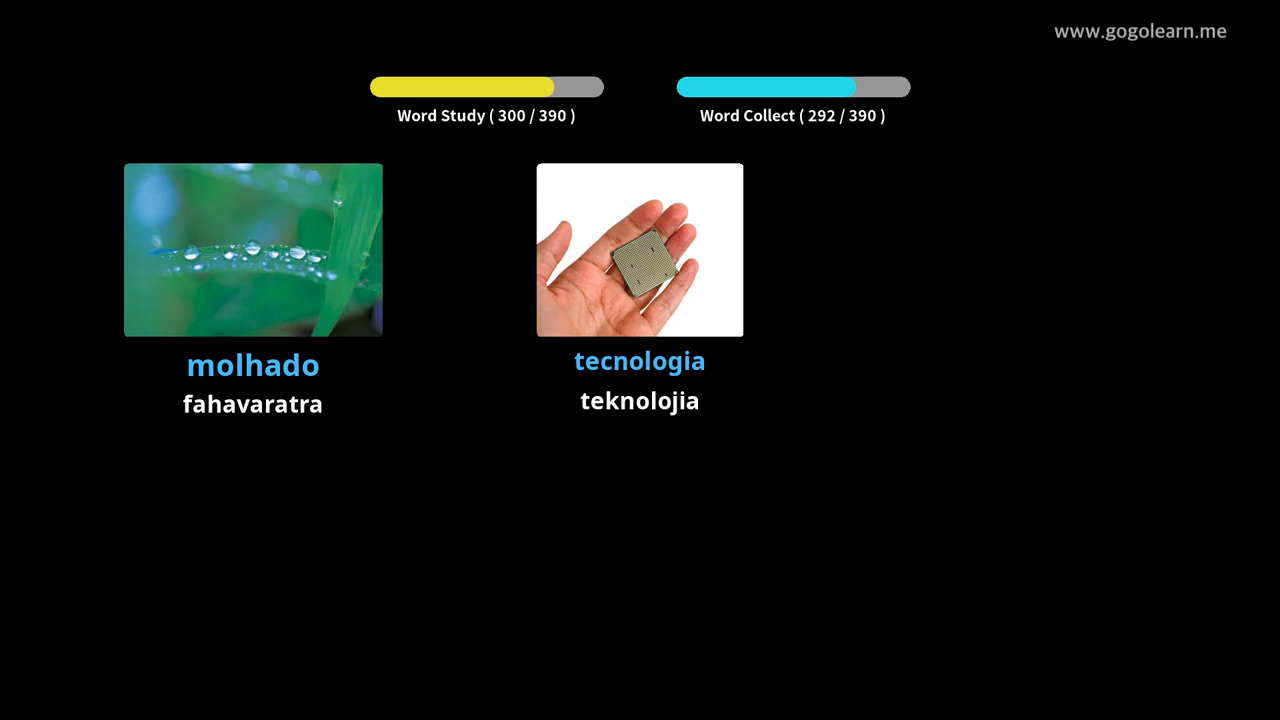 www.gogolearn.me
Word Study ( 300 / 390 )
Word Collect ( 292 / 390 )
molhado
fahavaratra
tecnologia
teknolojia